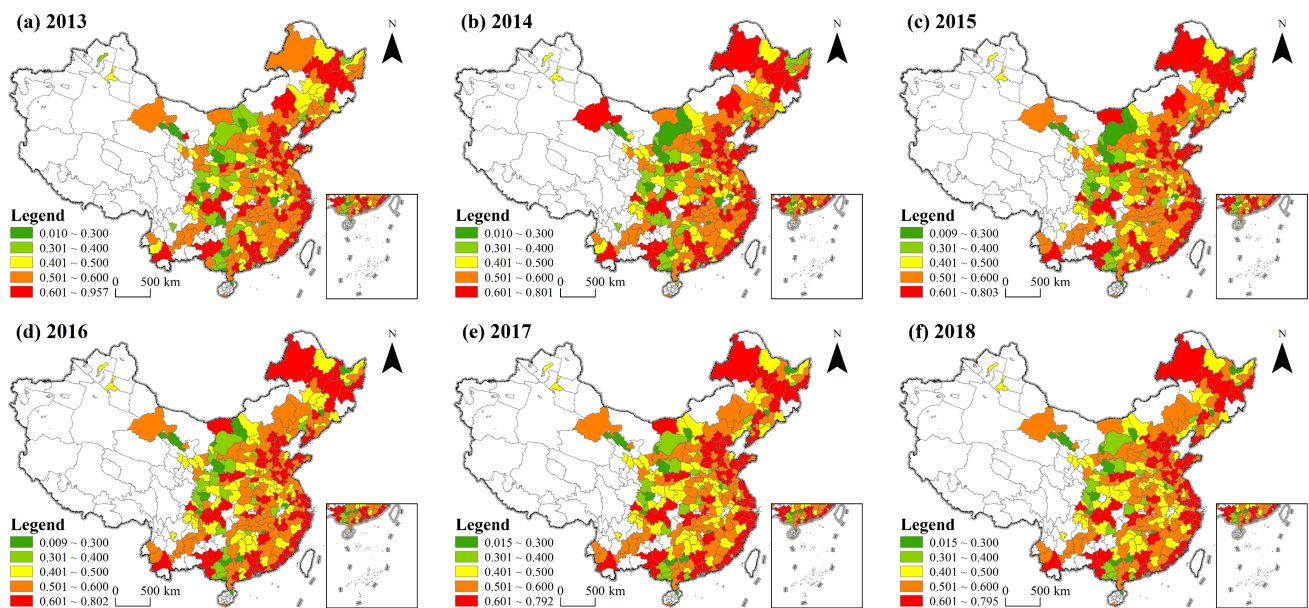 (a) 2013
N
Legend
0.010 ~ 0.300
0.301 ~ 0.400
0.401 ~ 0.500
0.501 ~ 0.600
0.601 ~ 0.957
0 500 km
(b) 2014
N
Legend
0.010 ~ 0.300
0.301 ~ 0.400
0.401 ~ 0.500
0.501 ~ 0.600
0.601 ~ 0.801
0 500 km
(c) 2015
N
Legend
0.009 ~ 0.300
0.301 ~ 0.400
0.401 ~ 0.500
0.501 ~ 0.600
0.601 ~ 0.803
0 500 km
(d) 2016
N
Legend
0.009 ~ 0.300
0.301 ~ 0.400
0.401 ~ 0.500
0.501 ~ 0.600
0.601 ~ 0.802
0 500 km
(e) 2017
N
Legend
0.015 ~ 0.300
0.301 ~ 0.400
0.401 ~ 0.500
0.501 ~ 0.600
0.601 ~ 0.792
0 500 km
(f) 2018
N
Legend
0.015 ~ 0.300
0.301 ~ 0.400
0.401 ~ 0.500
0.501 ~ 0.600
0.601 ~ 0.795
0 500 km